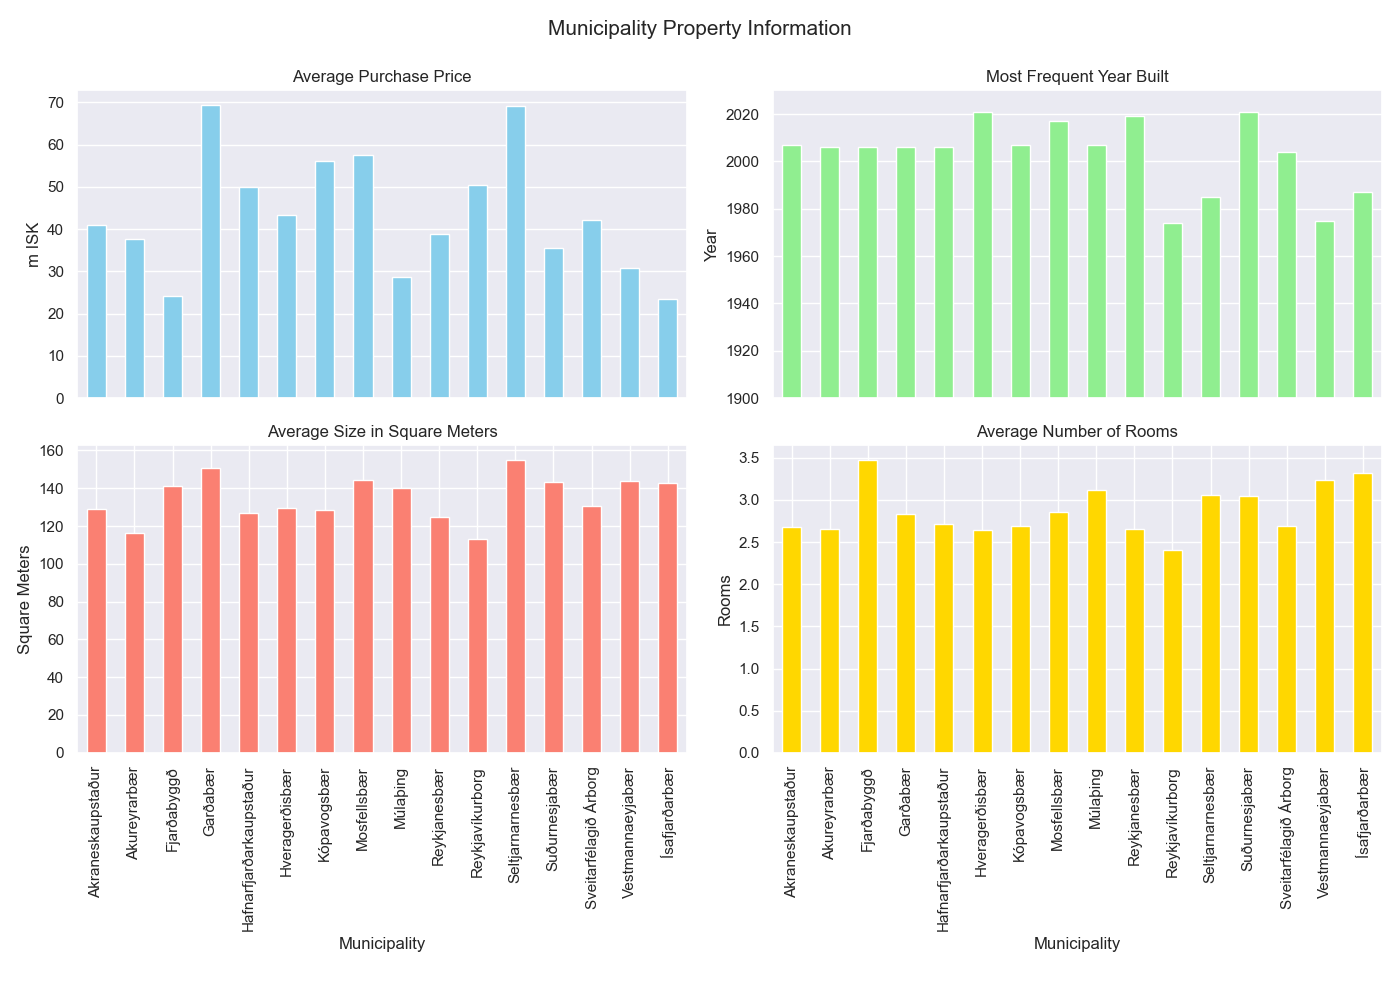 Municipality Property Information
Average Purchase Price
m ISK
70
60
50
40
30
20
10
0
Most Frequent Year Built
Year
2020
2000
1980
1960
1940
1920
1900
Average Size in Square Meters
Square Meters
160
140
120
100
80
60
40
20
0
Akraneskaupstaður
Akureyrarbær
Fjarðabyggð
Garðabær
Hafnarfjarðarkaupstaður
Hveragerðisbær
Kópavogsbær
Mosfellsbær
Múlaþing
Reykjanesbær
Reykjavíkurborg
Seltjarnarnesbær
Suðurnesjabær
Sveitarfélagið Árborg
Vestmannaeyjabær
Ísafjarðarbær
Municipality
Average Number of Rooms
Rooms
3.5
3.0
2.5
2.0
1.5
1.0
0.5
0.0
Akraneskaupstaður
Akureyrarbær
Fjarðabyggð
Garðabær
Hafnarfjarðarkaupstaður
Hveragerðisbær
Kópavogsbær
Mosfellsbær
Múlaþing
Reykjanesbær
Reykjavíkurborg
Seltjarnarnesbær
Suðurnesjabær
Sveitarfélagið Árborg
Vestmannaeyjabær
Ísafjarðarbær
Municipality